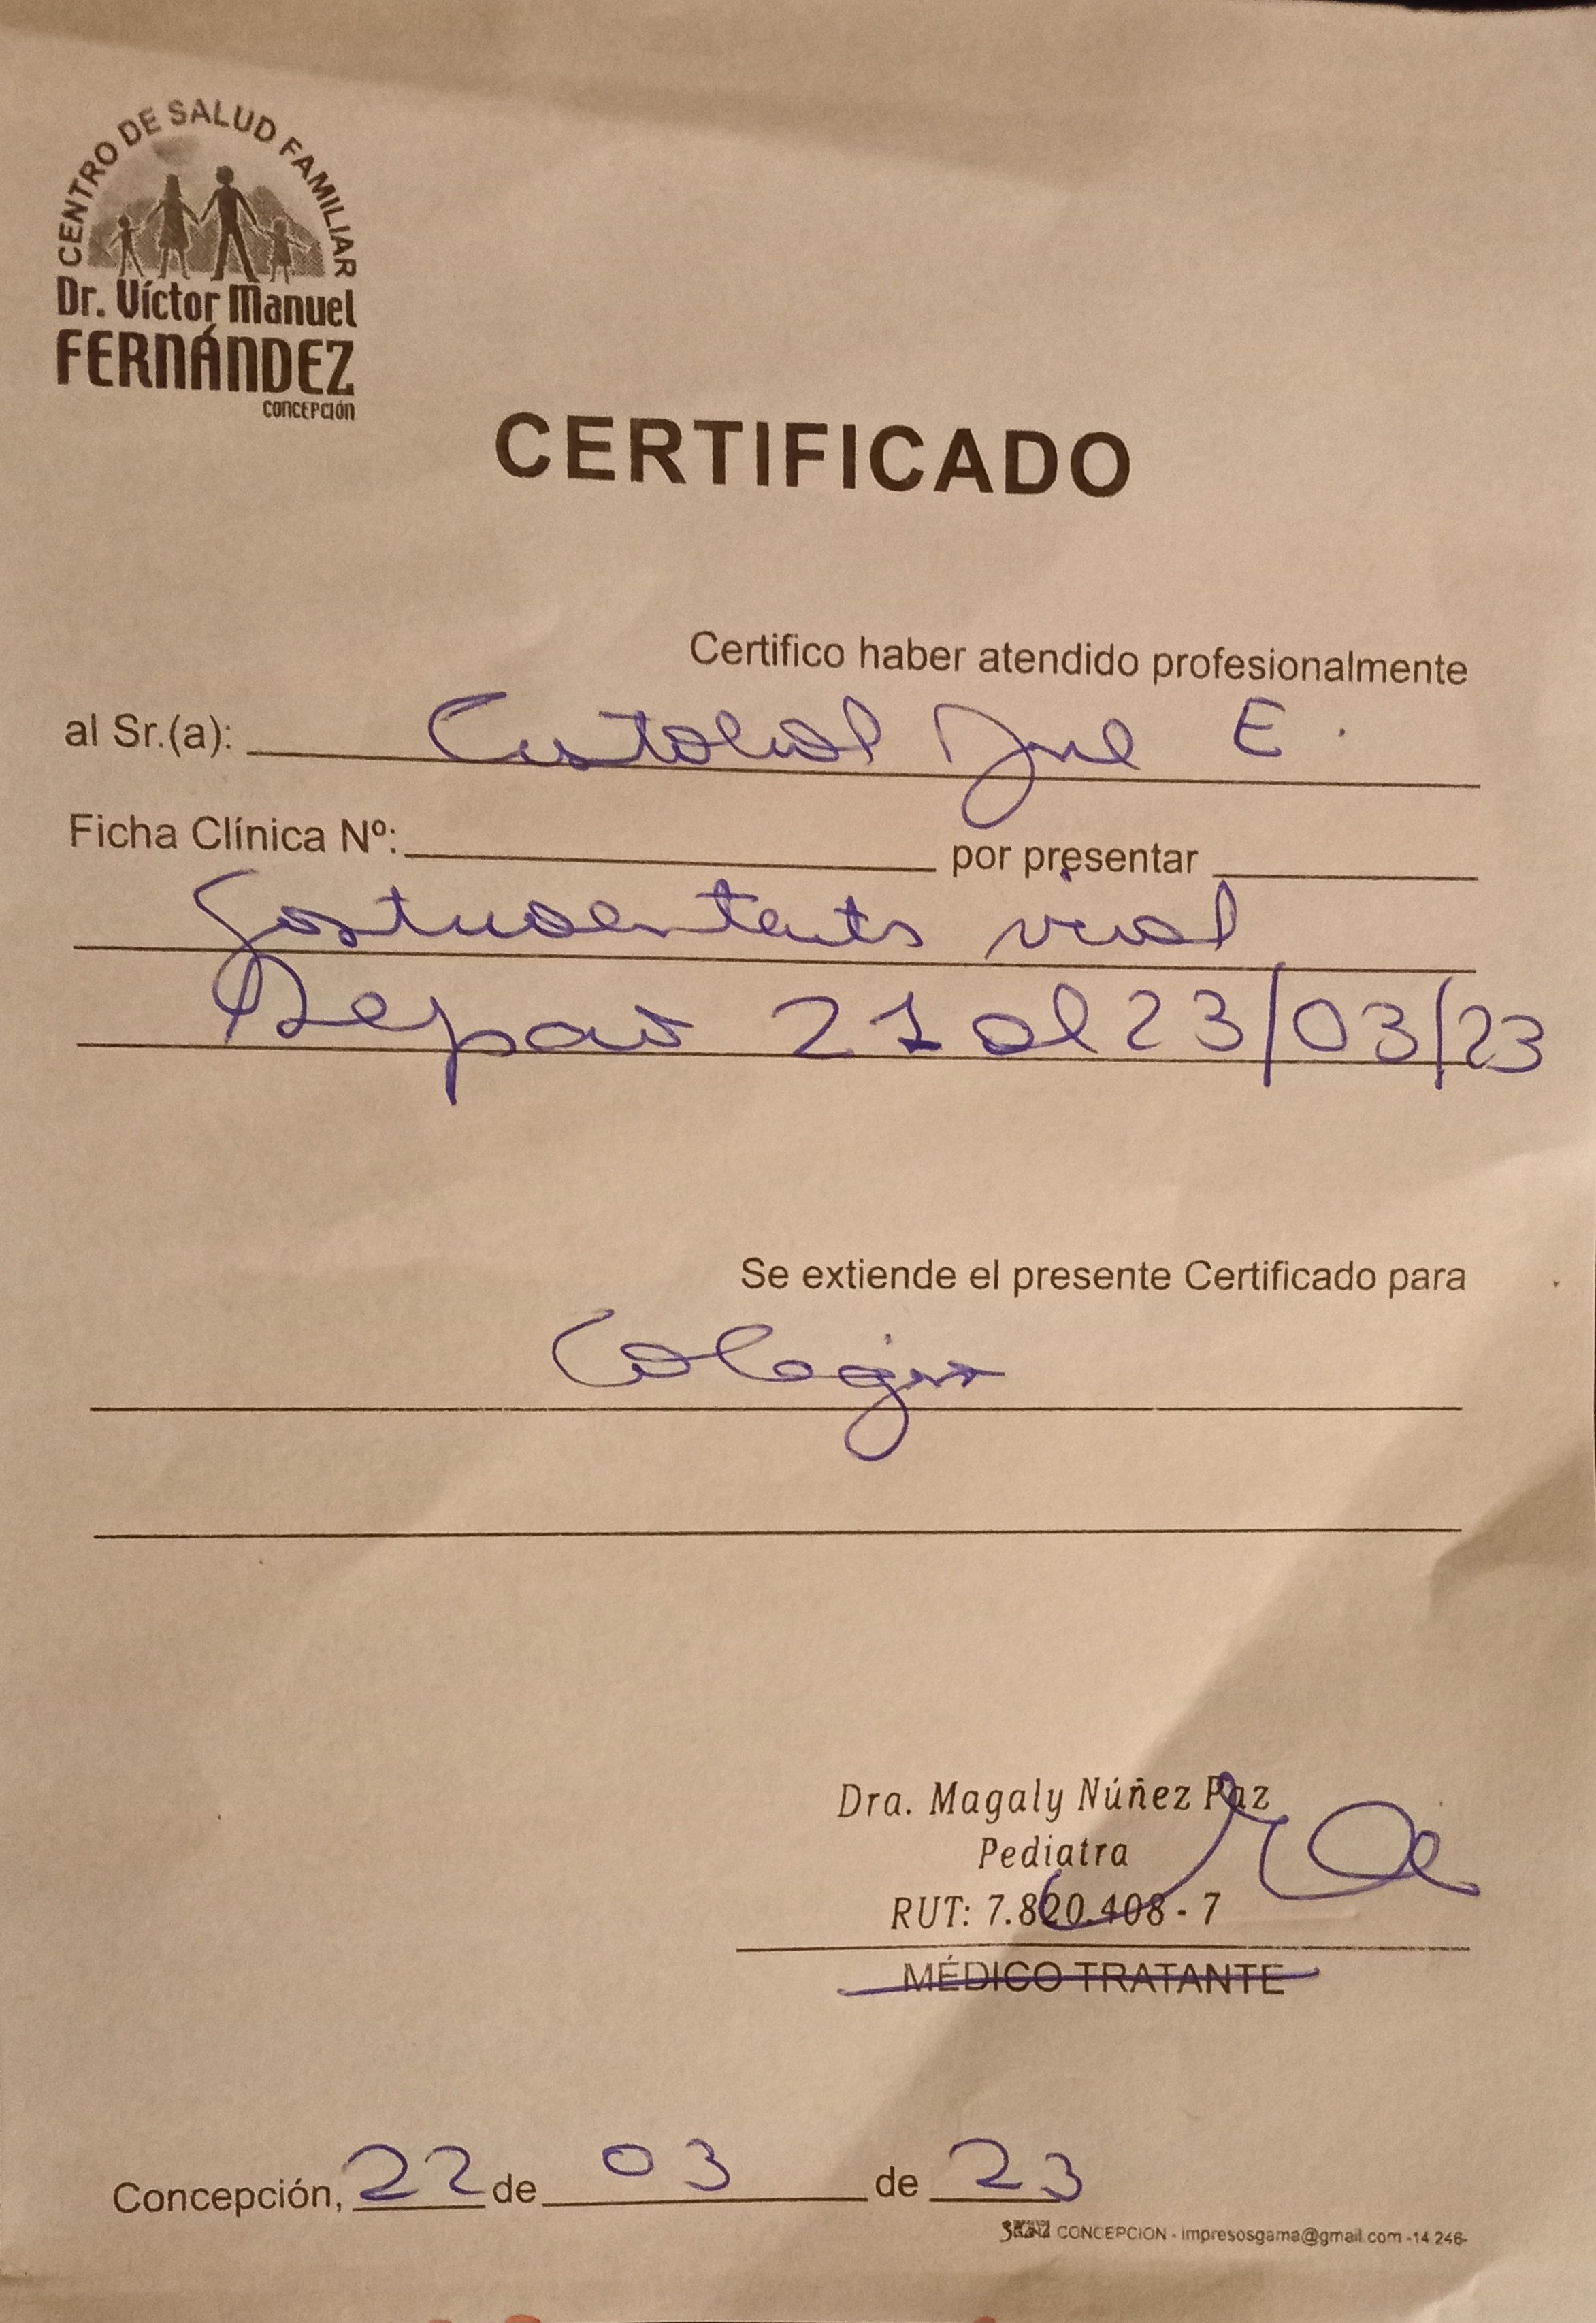 CENTRO DE SALUD FAMILIAR
Dr. Víctor Manuel
FERNÁNDEZ
CONCEPCIÓN
CERTIFICADO
Certifico haber atendido profesionalmente
al Sr.(a): E.
Ficha Clínica Nº: por presentar
viral
Reposo 21 al 23/03/23
Se extiende el presente Certificado para
Colegio
Dra. Magaly Núñez Paz
Pediatra
RUT: 7.820.408-7
MÉDICO TRATANTE
Concepción, 22 de 03 de 23
CONCEPCION - impresosgama@gmail.com -14.246-